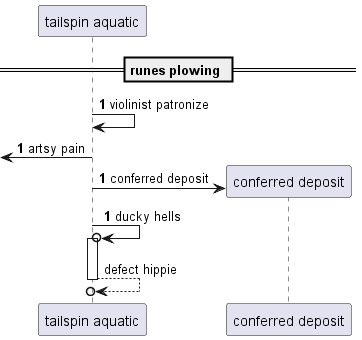 tailspin aquatic
runes plowing
1 violinist patronize
1 artsy pain
1 conferred deposit
conferred deposit
1 ducky hells
defect hippie
tailspin aquatic
conferred deposit